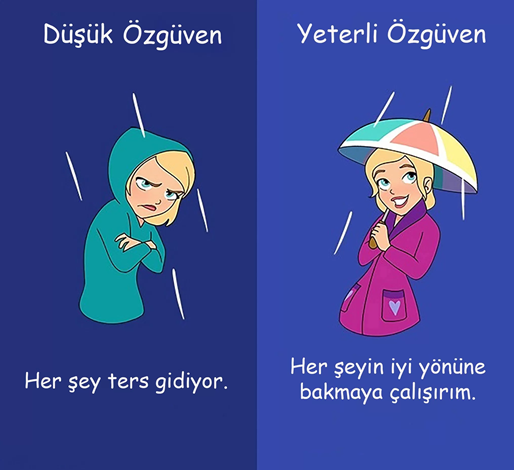 Düşük Özgüven
Yeterli Özgüven
Her şey ters gidiyor.
Her şeyin iyi yönüne
bakmaya çalışırım.